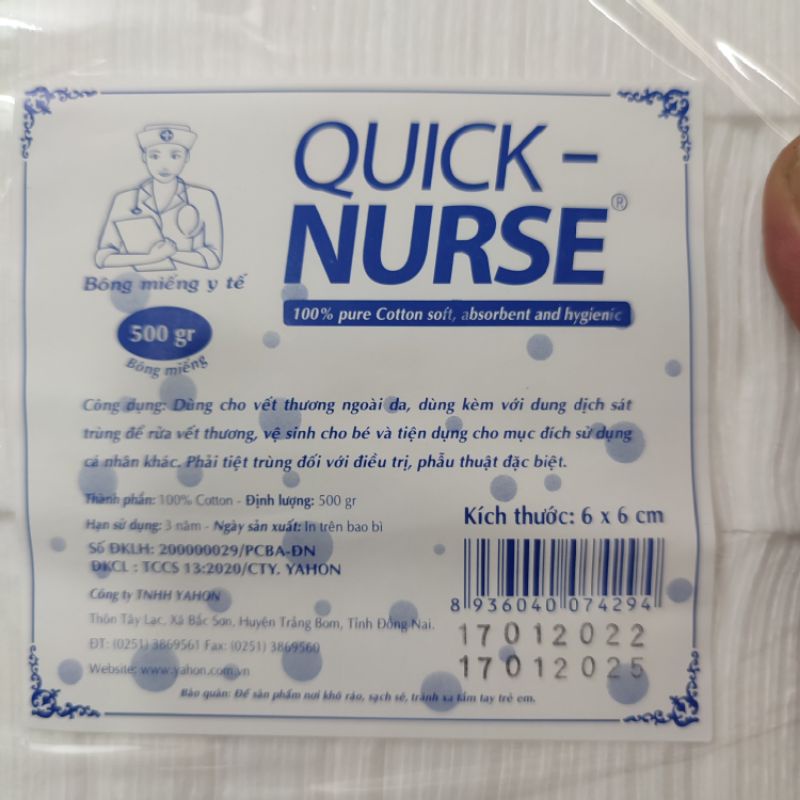 QUICK -
NURSE®
Bông miếng y tế
100% pure Cotton soft, absorbent and hygienic
500 gr
Bông miếng
Công dụng: Dùng cho vết thương ngoài da, dùng kèm với dung dịch sát
trùng để rửa vết thương, vệ sinh cho bé và tiện dụng cho mục đích sử dụng
cá nhân khác. Phải tiệt trùng đối với điều trị, phẫu thuật đặc biệt.
Thành phần: 100% Cotton - Định lượng: 500 gr
Hạn sử dụng: 3 năm - Ngày sản xuất: In trên bao bì
Kích thước: 6 x 6 cm
Số ĐKLH: 200000029/PCBA-ĐN
ĐKCL : TCCS 13:2020/CTY. YAHON
Công ty TNHH YAHON
Thôn Tây Lạc, Xã Bắc Sơn, Huyện Trảng Bom, Tỉnh Đồng Nai.
ĐT: (0251) 3869561 Fax: (0251) 3869560
Website: www.yahon.com.vn
8 936040 074294
17012022
17012025
Bảo quản: Để sản phẩm nơi khô ráo, sạch sẽ, tránh xa tầm tay trẻ em.